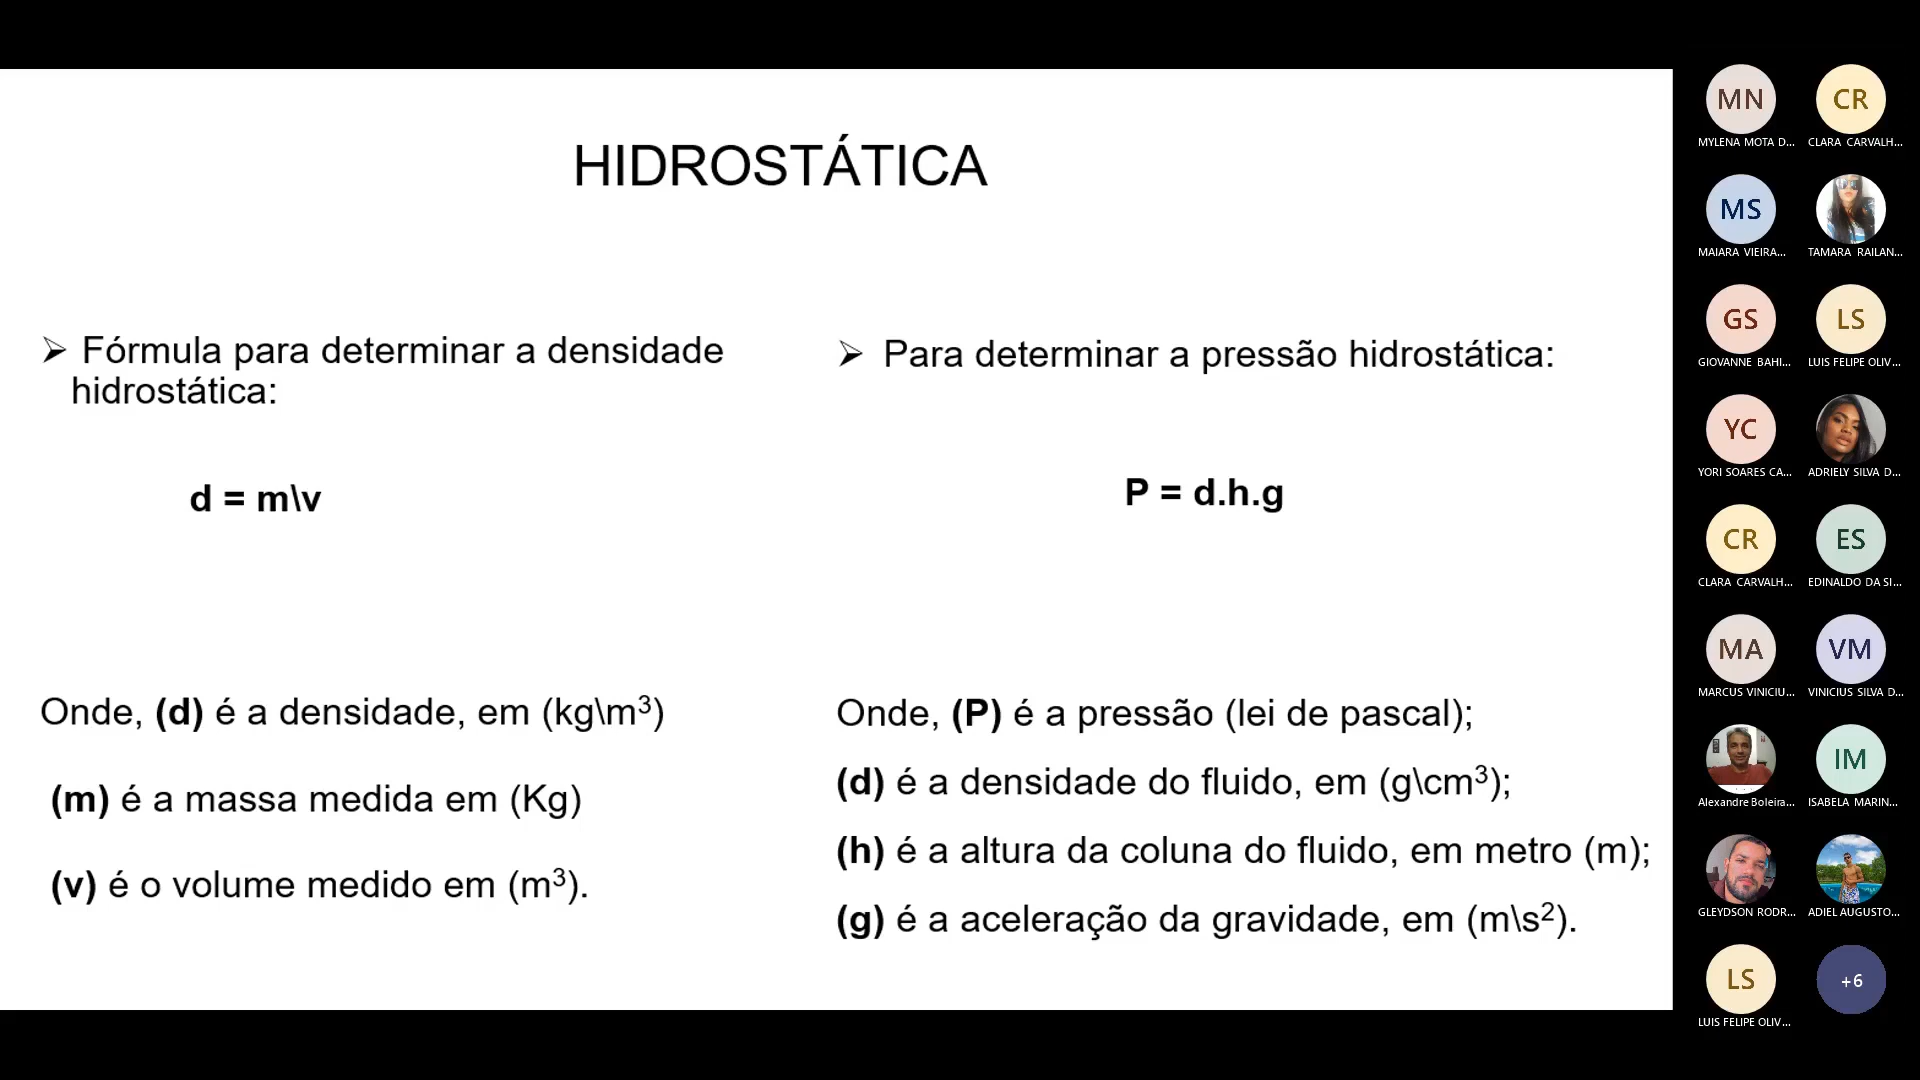 HIDROSTÁTICA
➢ Fórmula para determinar a densidade
hidrostática:
d = m\v
Onde, (d) é a densidade, em (kg\m³)
(m) é a massa medida em (Kg)
(v) é o volume medido em (m³).
➢ Para determinar a pressão hidrostática:
P = d.h.g
Onde, (P) é a pressão (lei de pascal);
(d) é a densidade do fluido, em (g\cm³);
(h) é a altura da coluna do fluido, em metro (m);
(g) é a aceleração da gravidade, em (m\s²).
MN CR
MYLENA MOTA D... CLARA CARVALH...
MS
MAIARA VIEIRA... TAMARA RAILAN...
GS LS
GIOVANNE BAHI... LUIS FELIPE OLIV...
YC
YORI SOARES CA... ADRIELY SILVA D...
CR ES
CLARA CARVALH... EDINALDO DA SI...
MA VM
MARCUS VINICIU... VINICIUS SILVA D...
IM
Alexandre Boleira... ISABELA MARIN...
GLEYDSON RODR... ADIEL AUGUSTO...
LS +6
LUIS FELIPE OLIV...